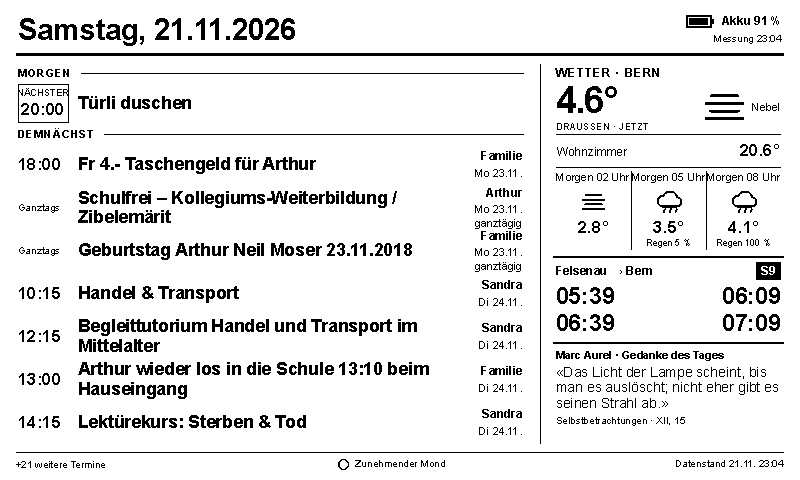 Samstag, 21.11.2026
Akku 91 %
Messung 23:04
MORGEN
NÄCHSTER
20:00
Türli duschen
DEMNÄCHST
18:00
Fr 4.- Taschengeld für Arthur
Familie
Mo 23.11.
Ganztags
Schulfrei – Kollegiums-Weiterbildung /
Zibelemärit
Arthur
Mo 23.11.
ganztägig
Ganztags
Geburtstag Arthur Neil Moser 23.11.2018
Familie
Mo 23.11.
ganztägig
10:15
Handel & Transport
Sandra
Di 24.11.
12:15
Begleittutorium Handel und Transport im
Mittelalter
Sandra
Di 24.11.
13:00
Arthur wieder los in die Schule 13:10 beim
Hauseingang
Familie
Di 24.11.
14:15
Lektürekurs: Sterben & Tod
Sandra
Di 24.11.
WETTER · BERN
4.6°
Nebel
DRAUSSEN · JETZT
Wohnzimmer
20.6°
Morgen 02 Uhr
2.8°
Morgen 05 Uhr
3.5°
Regen 5 %
Morgen 08 Uhr
4.1°
Regen 100 %
Felsenau › Bern
S9
05:39 06:09
06:39 07:09
Marc Aurel · Gedanke des Tages
«Das Licht der Lampe scheint, bis
man es auslöscht; nicht eher gibt es
seinen Strahl ab.»
Selbstbetrachtungen · XII, 15
+21 weitere Termine
Zunehmender Mond
Datenstand 21.11. 23:04